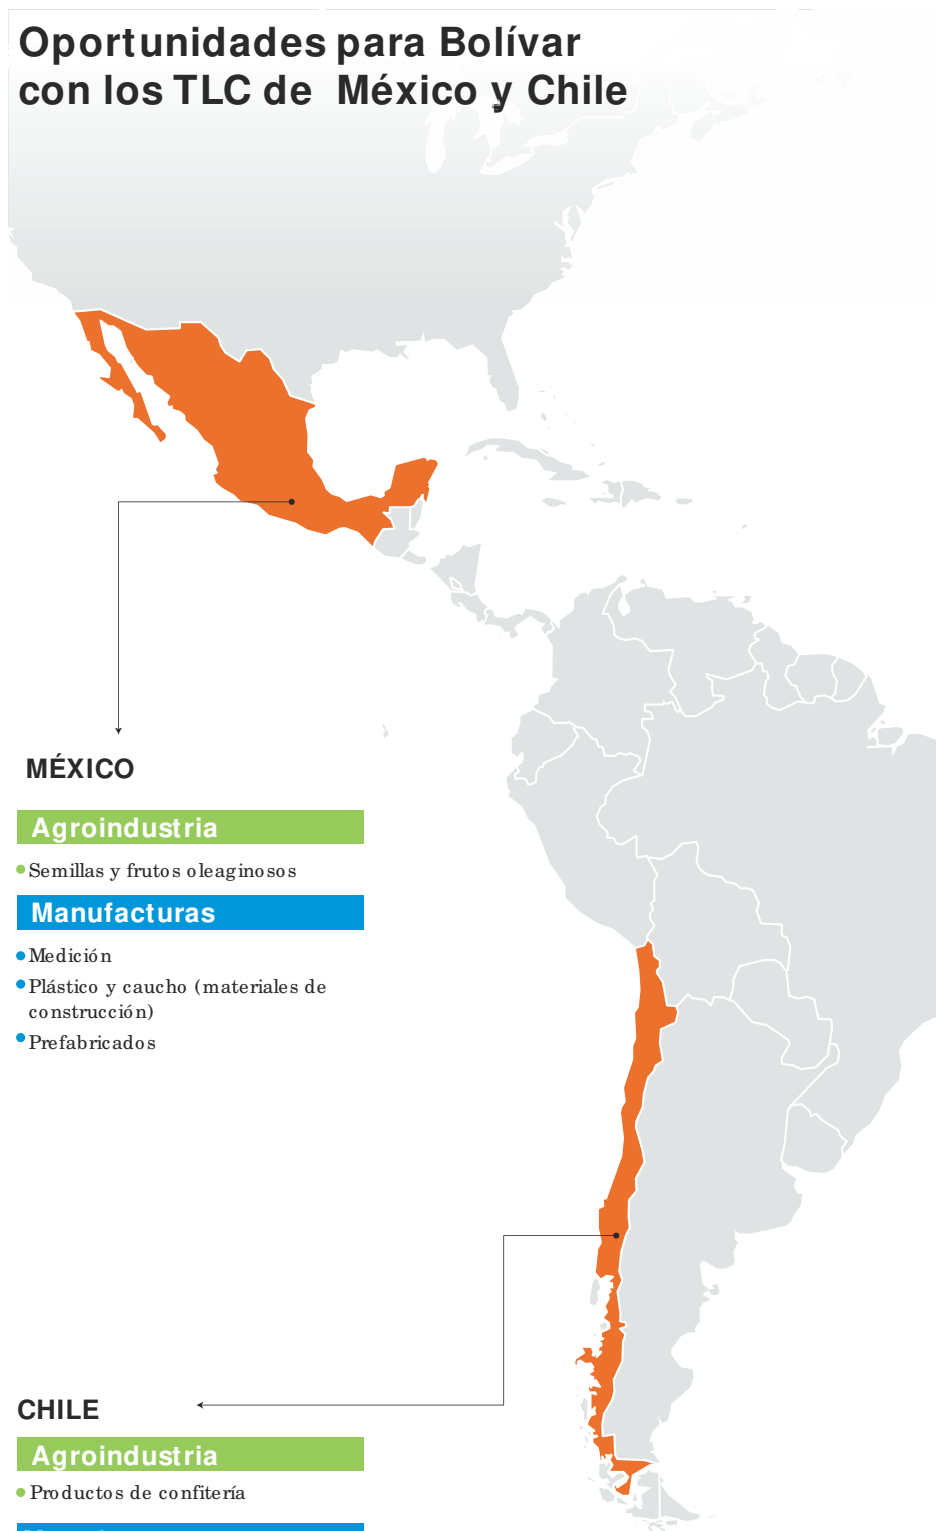 Oportunidades para Bolívar
con los TLC de México y Chile
MÉXICO
Agroindustria
Semillas y frutos oleaginosos
Manufacturas
Medición
Plástico y caucho (materiales de
construcción)
Prefabricados
CHILE
Agroindustria
Productos de confitería